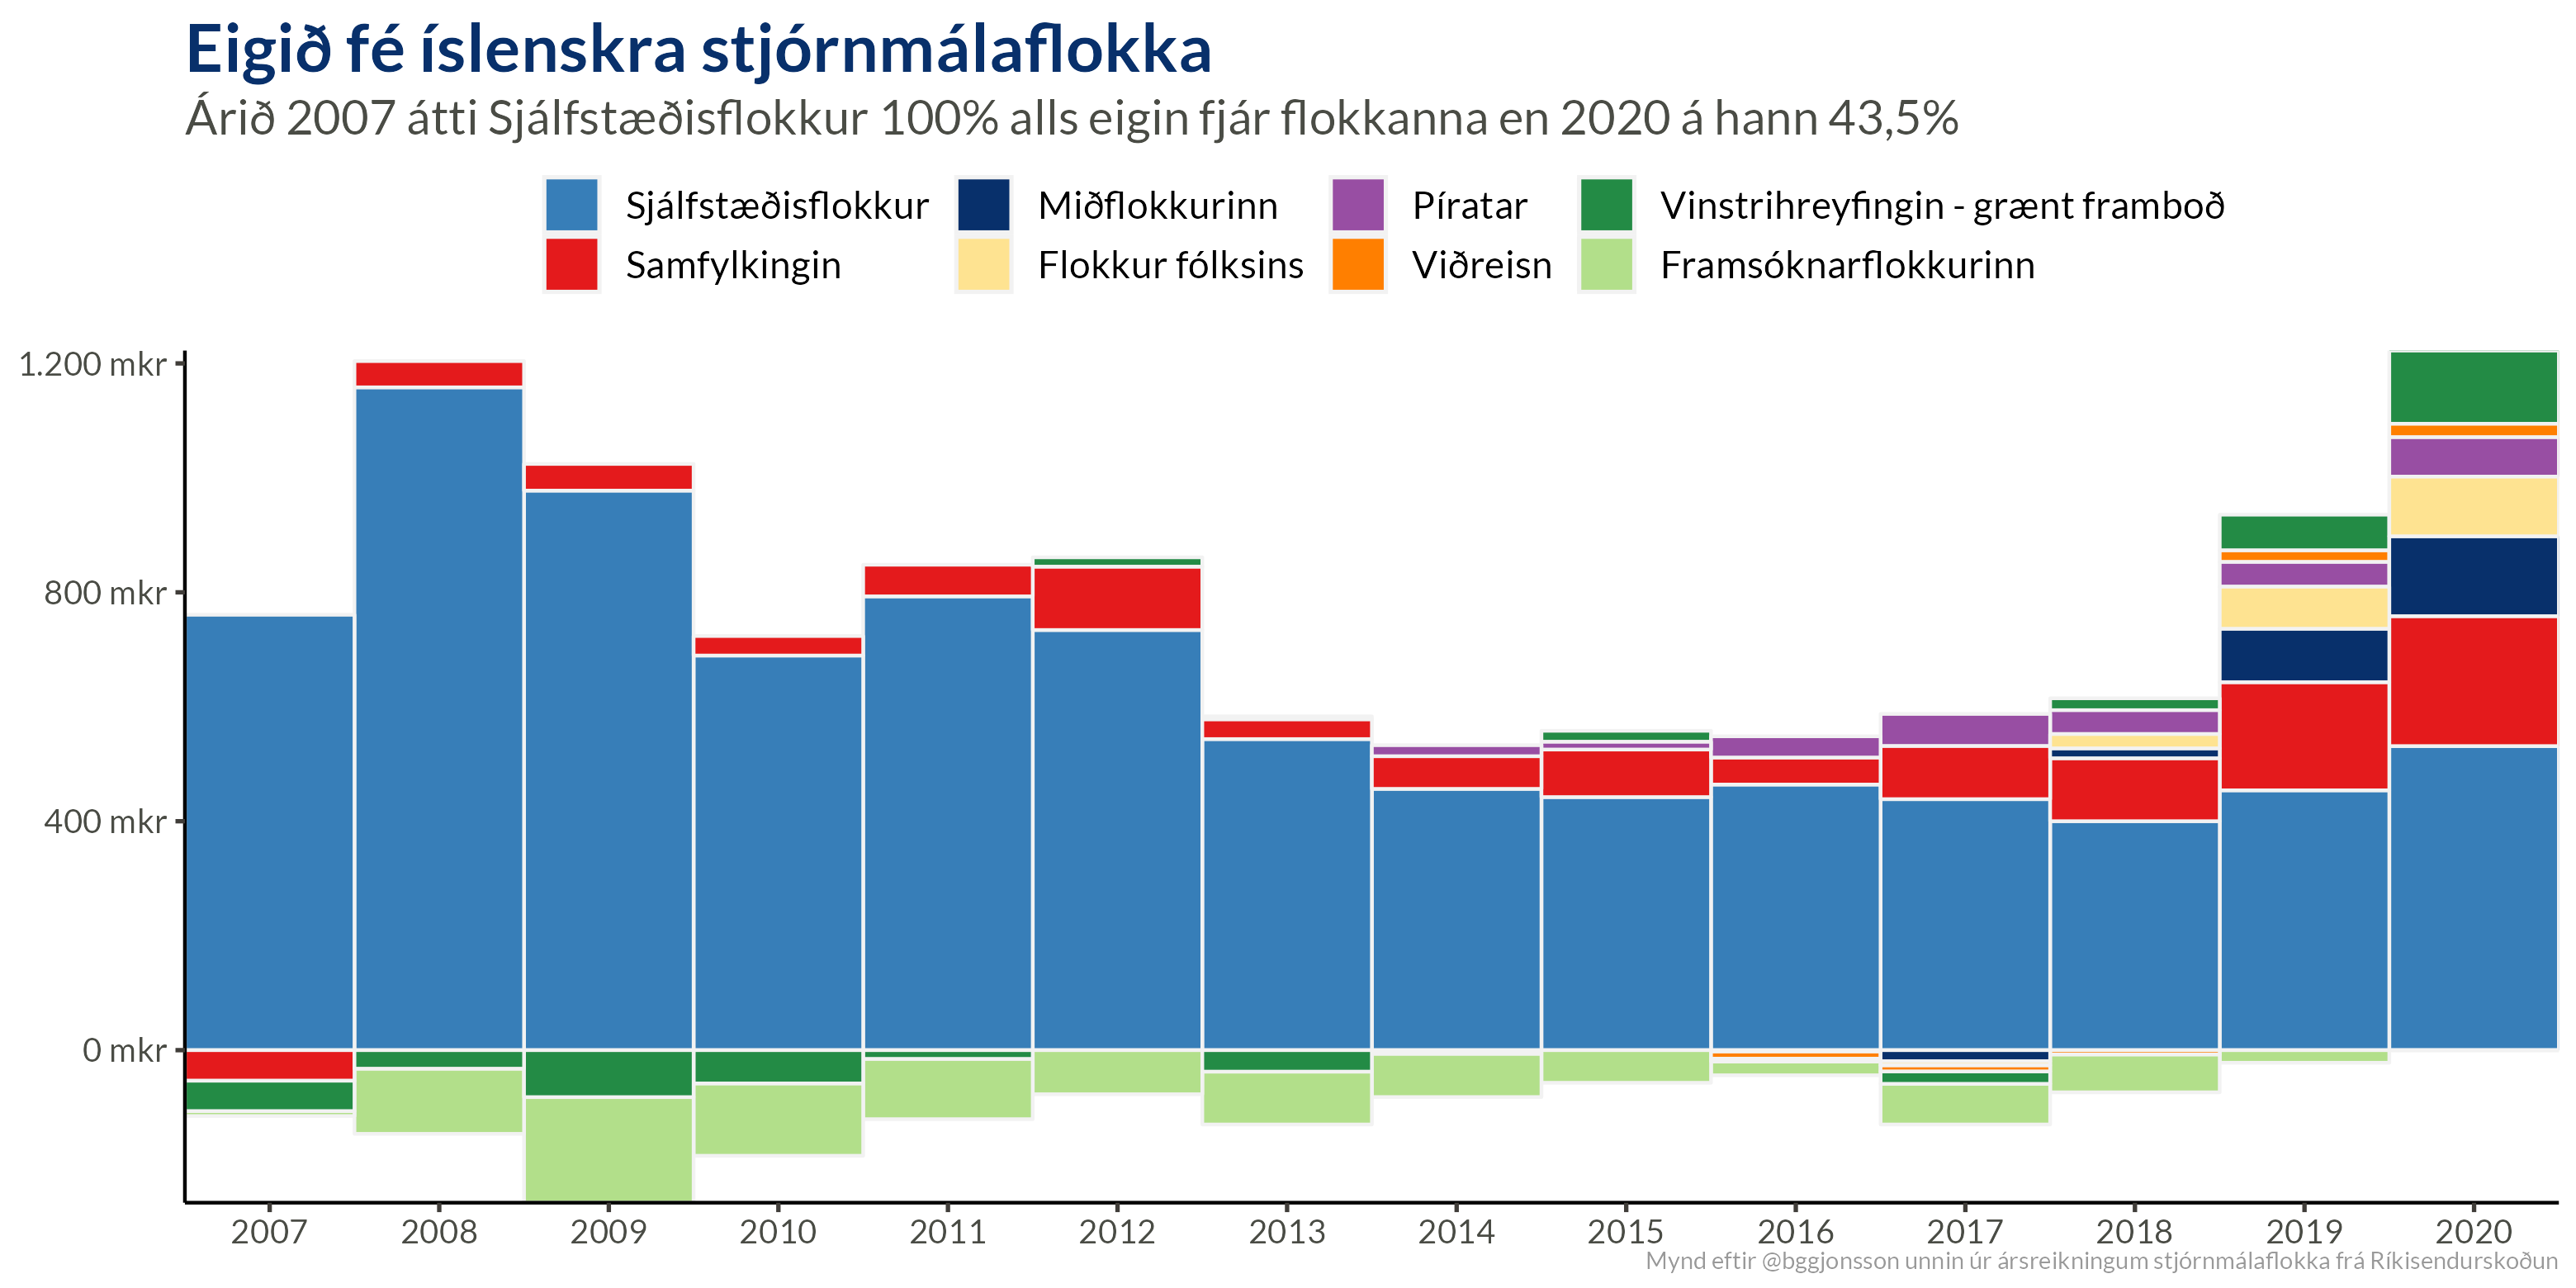 Eigið fé íslenskra stjórnmálaflokka
Árið 2007 átti Sjálfstæðisflokkur 100% alls eigin fjár flokkanna en 2020 á hann 43,5%
Sjálfstæðisflokkur Miðflokkurinn Píratar Vinstrihreyfingin - grænt framboð
Samfylkingin Flokkur fólksins Viðreisn Framsóknarflokkurinn
1.200 mkr
800 mkr
400 mkr
0 mkr
2007 2008 2009 2010 2011 2012 2013 2014 2015 2016 2017 2018 2019 2020
Mynd eftir @bggjonsson unnin úr ársreikningum stjórnmálaflokka frá Ríkisendurskoðun